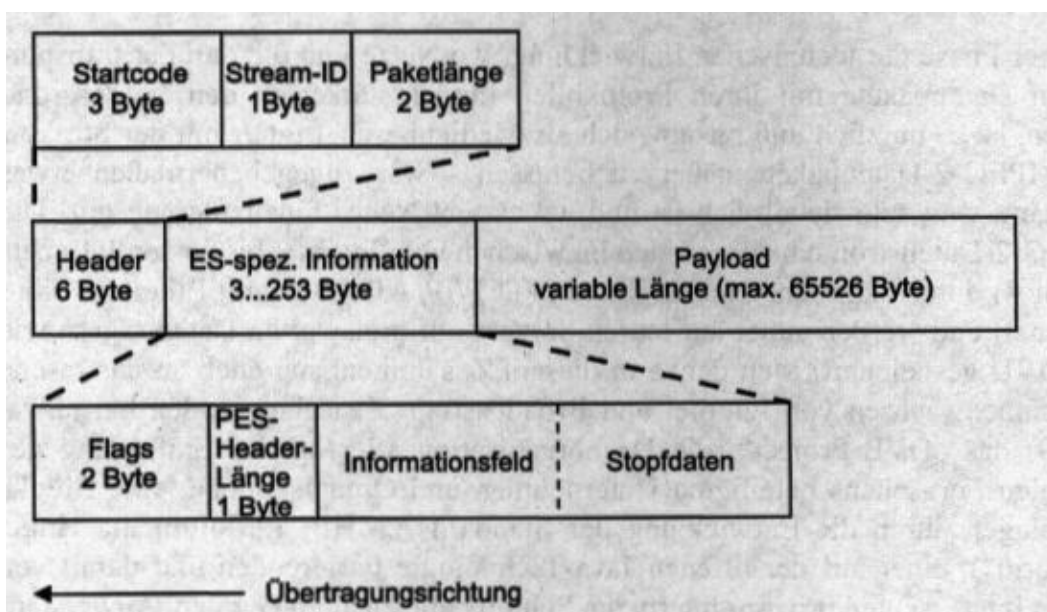 Startcode
3 Byte
Stream-ID
1Byte
Paketlänge
2 Byte
Header
6 Byte
ES-spez. Information
3...253 Byte
Payload
variable Länge (max. 65526 Byte)
Flags
2 Byte
PES-
Header-
Länge
1 Byte
Informationsfeld
Stopfdaten
Übertragungsrichtung